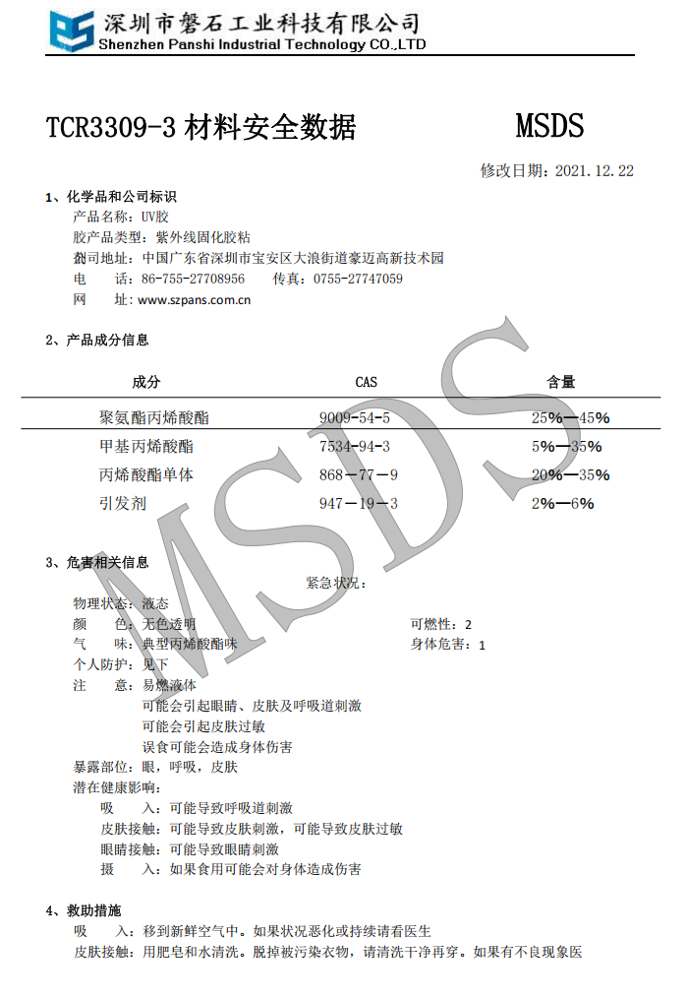 深圳市磐石工业科技有限公司
Shenzhen Panshi Industrial Technology CO.,LTD
TCR3309-3 材料安全数据 MSDS
修改日期：2021.12.22
1、化学品和公司标识
产品名称：UV胶
胶产品类型：紫外线固化胶粘
公司地址：中国广东省深圳市宝安区大浪街道豪迈高新技术园
电 话：86-755-27708956 传真：0755-27747059
网 址：www.szpans.com.cn
2、产品成分信息
成分 CAS 含量
聚氨酯丙烯酸酯 9009-54-5 25%—45%
甲基丙烯酸酯 7534-94-3 5%—35%
丙烯酸酯单体 868－77－9 20%—35%
引发剂 947－19－3 2%—6%
MSDS
3、危害相关信息
紧急状况：
物理状态：液态
颜 色：无色透明 可燃性：2
气 味：典型丙烯酸酯味 身体危害：1
个人防护：见下
注 意：易燃液体
可能会引起眼睛、皮肤及呼吸道刺激
可能会引起皮肤过敏
误食可能会造成身体伤害
暴露部位：眼，呼吸，皮肤
潜在健康影响：
吸 入：可能导致呼吸道刺激
皮肤接触：可能导致皮肤刺激，可能导致皮肤过敏
眼睛接触：可能导致眼睛刺激
摄 入：如果食用可能会对身体造成伤害
4、救助措施
吸 入：移到新鲜空气中。如果状况恶化或持续请看医生
皮肤接触：用肥皂和水清洗。脱掉被污染衣物，请清洗干净再穿。如果有不良现象医